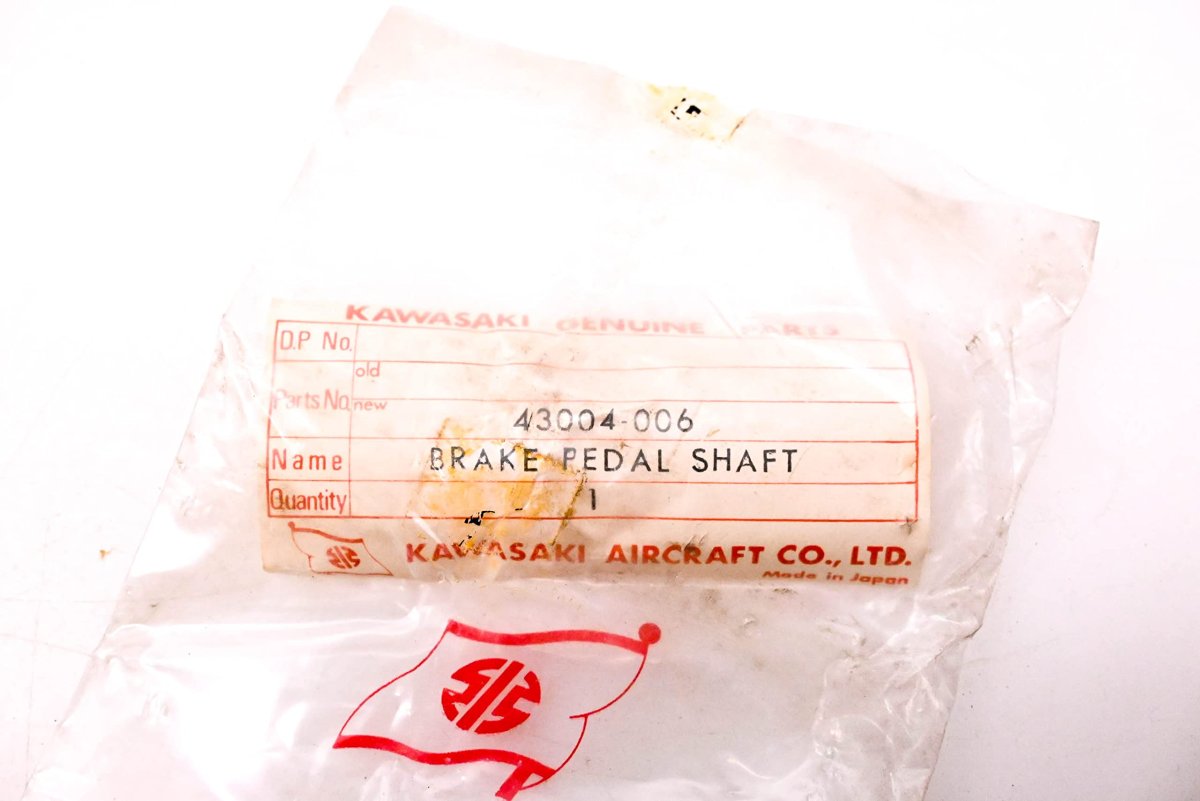 KAWASAKI GENUINE PARTS
D.P No.
old
Parts No. new 43004-006
Name BRAKE PEDAL SHAFT
Quantity 1
KAWASAKI AIRCRAFT CO., LTD.
Made in Japan